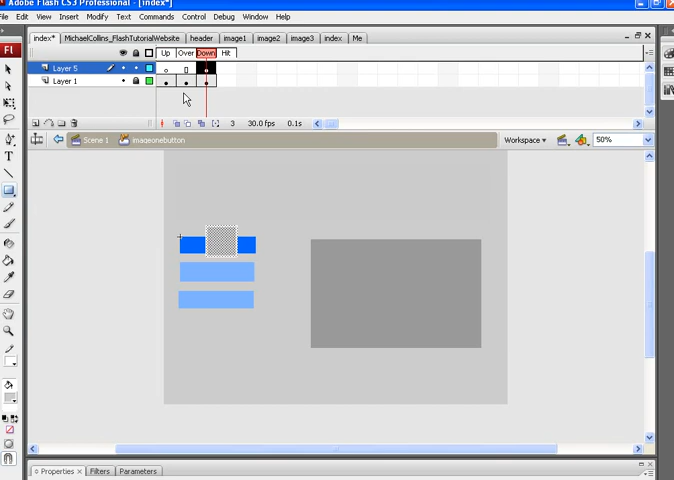 Adobe Flash CS3 Professional - [index*]
File Edit View Insert Modify Text Commands Control Debug Window Help
index* MichaelCollins_FlashTutorialWebsite header image1 image2 image3 index Me
Fl Up Over Down Hit
Layer 5
Layer 1
3 30.0 fps 0.1s
Scene 1 imageonebutton Workspace 50%
T
Properties Filters Parameters